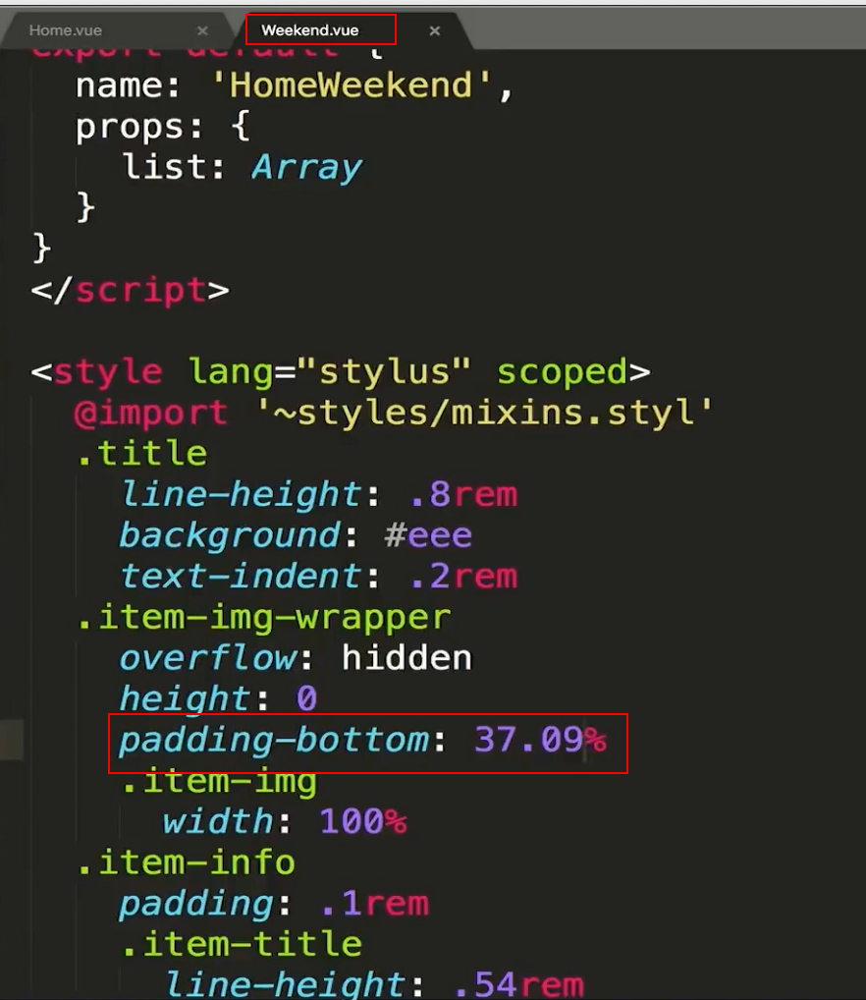 Home.vue × Weekend.vue ×
export default {
name: 'HomeWeekend',
props: {
list: Array
}
}
</script>
<style lang="stylus" scoped>
@import '~styles/mixins.styl'
.title
line-height: .8rem
background: #eee
text-indent: .2rem
.item-img-wrapper
overflow: hidden
height: 0
padding-bottom: 37.09%
.item-img
width: 100%
.item-info
padding: .1rem
.item-title
line-height: .54rem